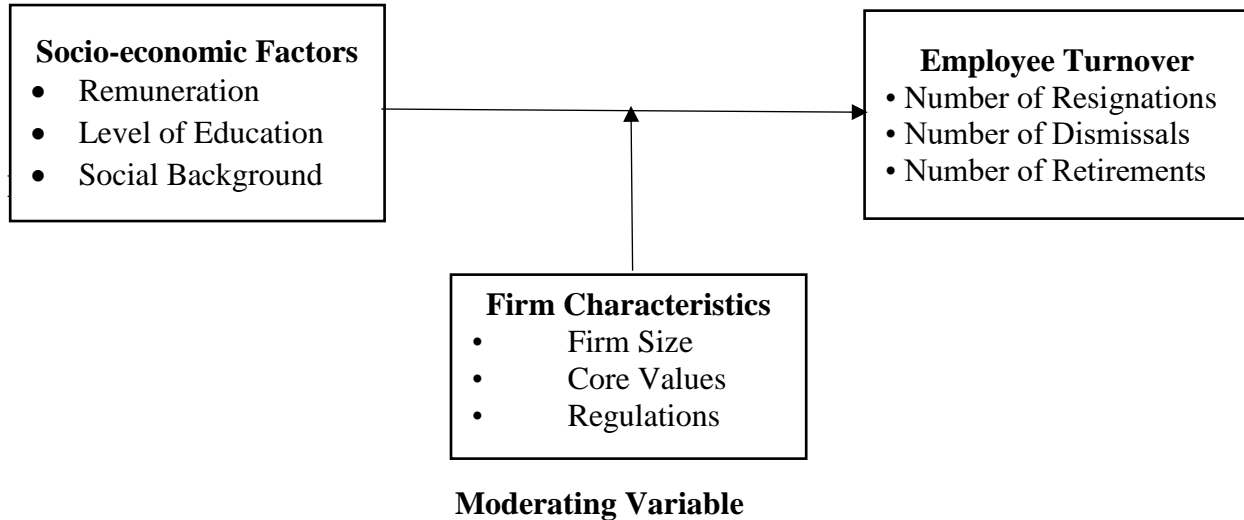 Socio-economic Factors
• Remuneration
• Level of Education
• Social Background
Employee Turnover
• Number of Resignations
• Number of Dismissals
• Number of Retirements
Firm Characteristics
• Firm Size
• Core Values
• Regulations
Moderating Variable